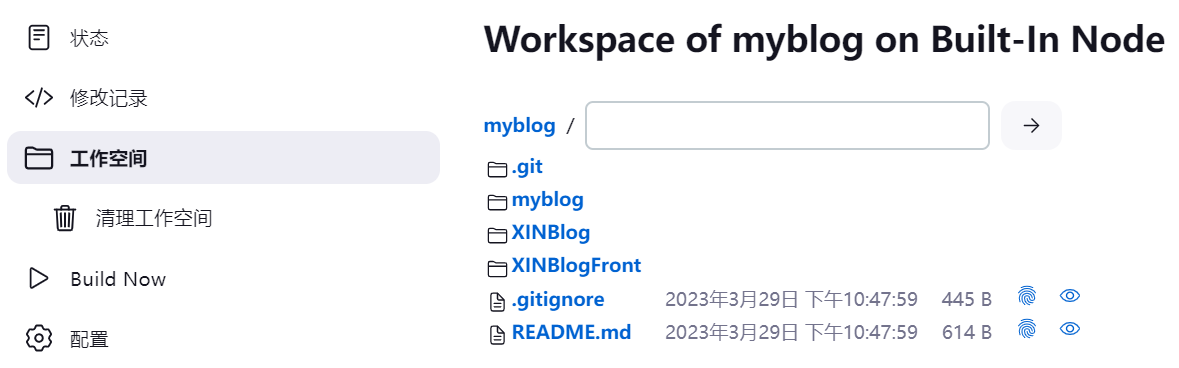 状态
修改记录
工作空间
清理工作空间
Build Now
配置
Workspace of myblog on Built-In Node
myblog /
.git
myblog
XINBlog
XINBlogFront
.gitignore 2023年3月29日 下午10:47:59 445 B
README.md 2023年3月29日 下午10:47:59 614 B